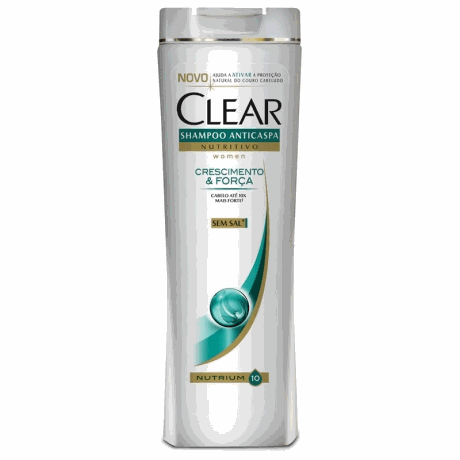 NOVO AJUDA A ATIVAR A PROTEÇÃO
NATURAL DO COURO CABELUDO
CLEAR
SHAMPOO ANTICASPA
NUTRITIVO
women
CRESCIMENTO
& FORÇA
CABELO ATÉ 10X
MAIS FORTE†
SEM SAL*
NUTRIUM 10